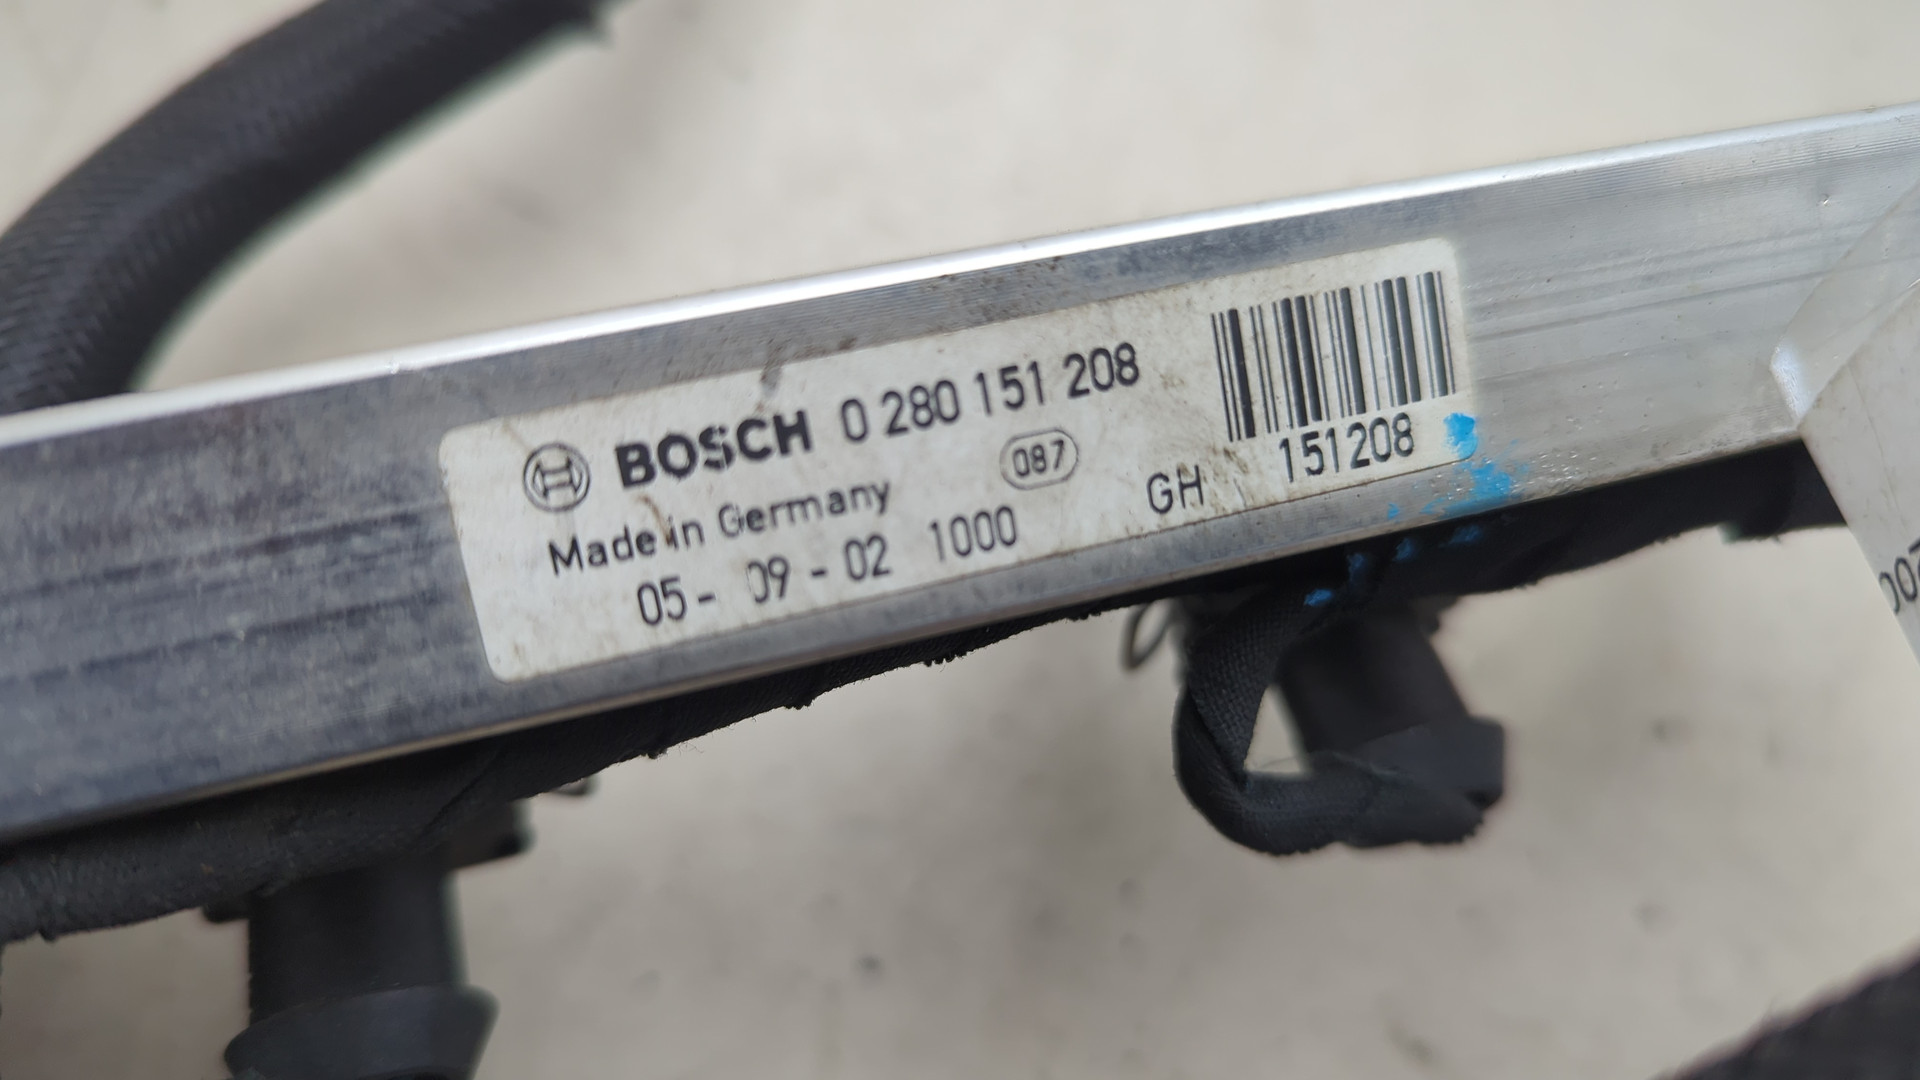 BOSCH 0 280 151 208
Made in Germany 087
05-09-02 1000 GH 151208